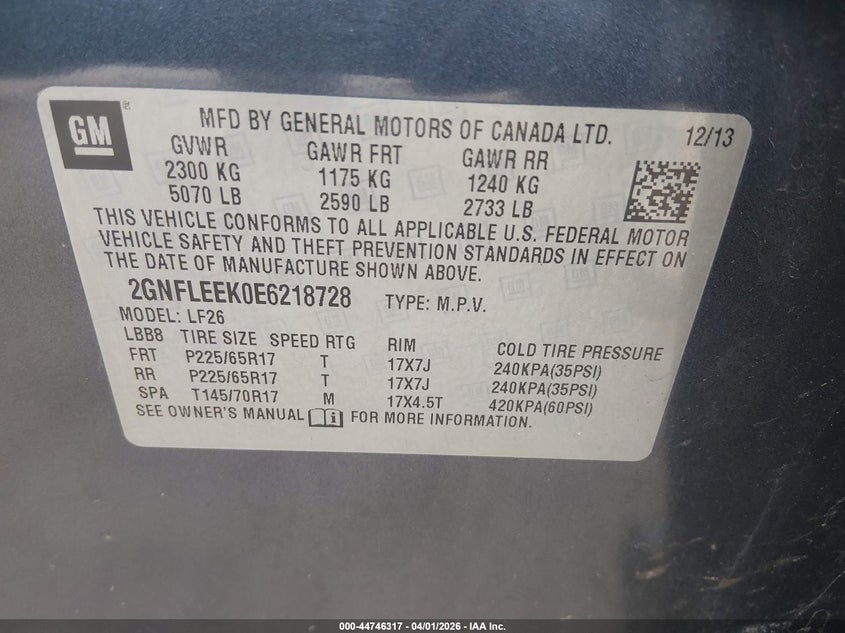 GM ®
MFD BY GENERAL MOTORS OF CANADA LTD. 12/13
GVWR GAWR FRT GAWR RR
2300 KG 1175 KG 1240 KG
5070 LB 2590 LB 2733 LB
THIS VEHICLE CONFORMS TO ALL APPLICABLE U.S. FEDERAL MOTOR
VEHICLE SAFETY AND THEFT PREVENTION STANDARDS IN EFFECT ON
THE DATE OF MANUFACTURE SHOWN ABOVE.
2GNFLEEK0E6218728 TYPE: M.P.V.
MODEL: LF26
LBB8 TIRE SIZE SPEED RTG RIM COLD TIRE PRESSURE
FRT P225/65R17 T 17X7J 240KPA(35PSI)
RR P225/65R17 T 17X7J 240KPA(35PSI)
SPA T145/70R17 M 17X4.5T 420KPA(60PSI)
SEE OWNER'S MANUAL FOR MORE INFORMATION.
000-44746317 - 04/01/2026 - IAA Inc.